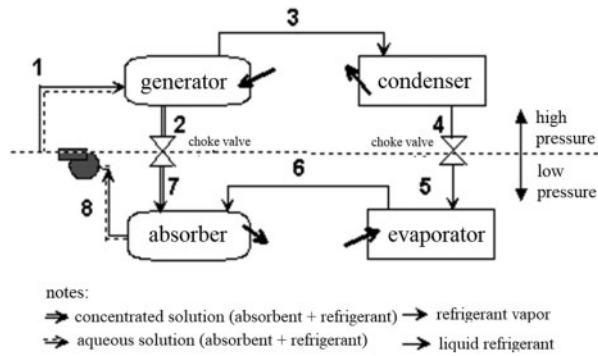 3
1
generator
condenser
2
choke valve
choke valve
4
high
pressure
low
pressure
7
6
5
8
absorber
evaporator
notes:
concentrated solution (absorbent + refrigerant)
refrigerant vapor
aqueous solution (absorbent + refrigerant)
liquid refrigerant